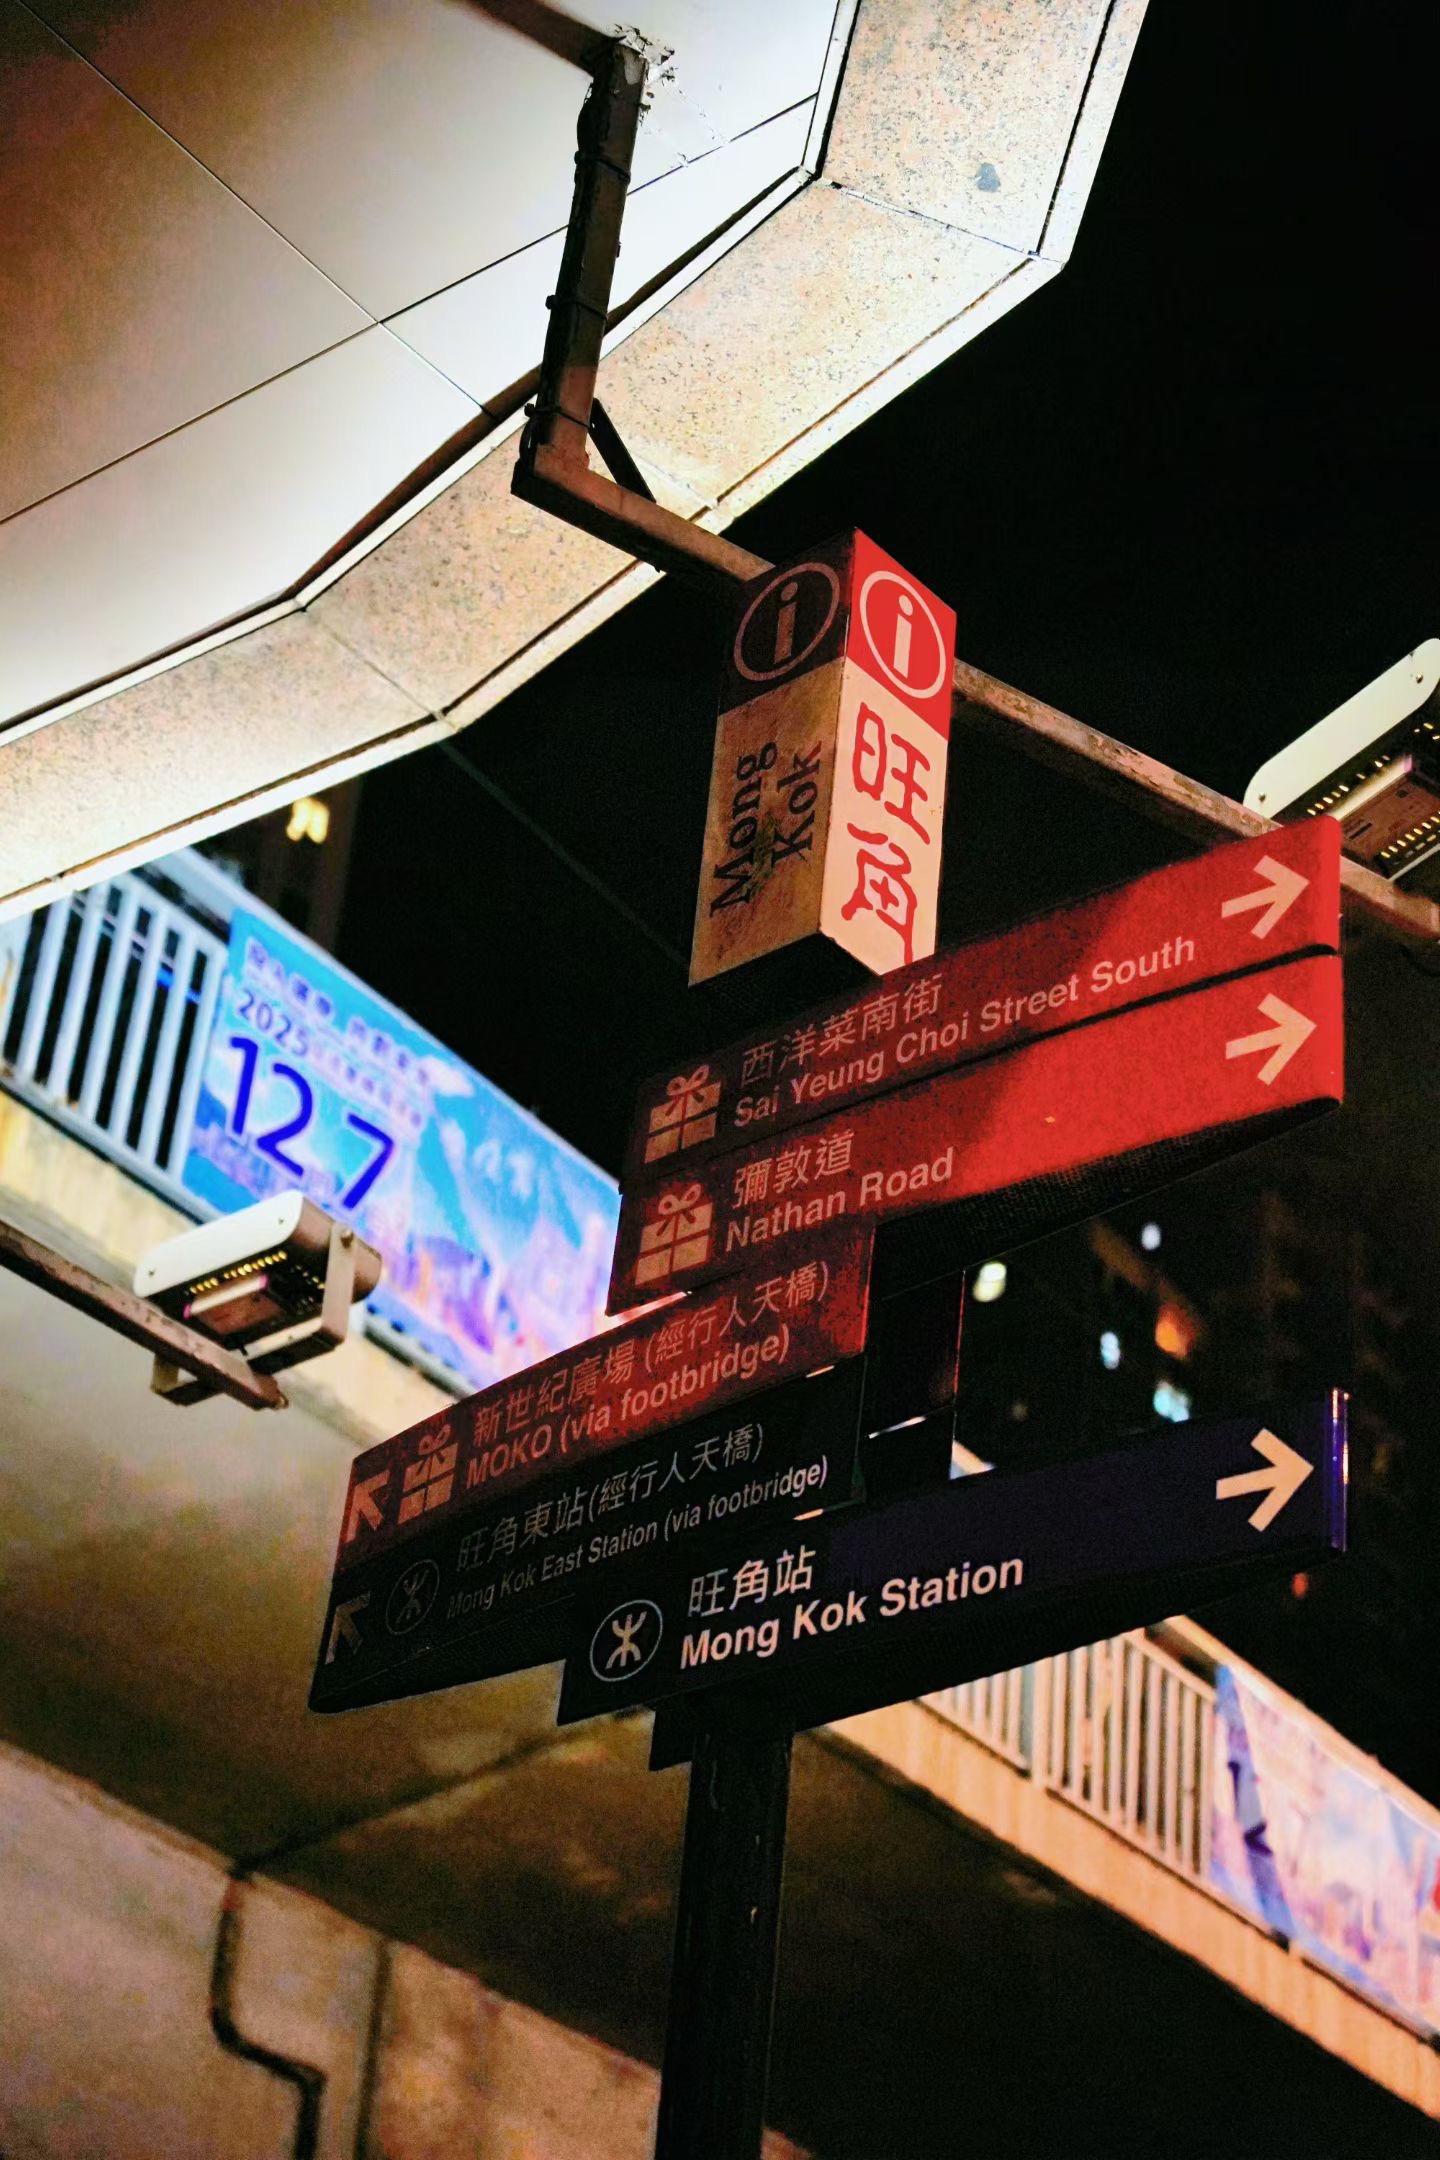 i
i
Mong
Kok
旺角
西洋菜南街
Sai Yeung Choi Street South
彌敦道
Nathan Road
新世紀廣場 (經行人天橋)
MOKO (via footbridge)
旺角東站 (經行人天橋)
Mong Kok East Station (via footbridge)
旺角站
Mong Kok Station
2025
12 7